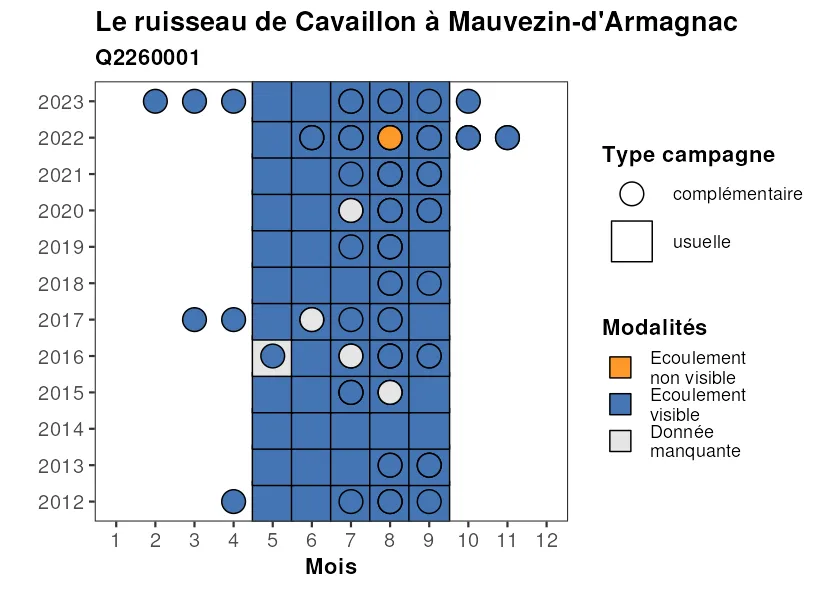 Le ruisseau de Cavaillon à Mauvezin-d'Armagnac
Q2260001
2023
2022
2021
2020
2019
2018
2017
2016
2015
2014
2013
2012
1 2 3 4 5 6 7 8 9 10 11 12
Mois
Type campagne
complémentaire
usuelle
Modalités
Ecoulement
non visible
Ecoulement
visible
Donnée
manquante